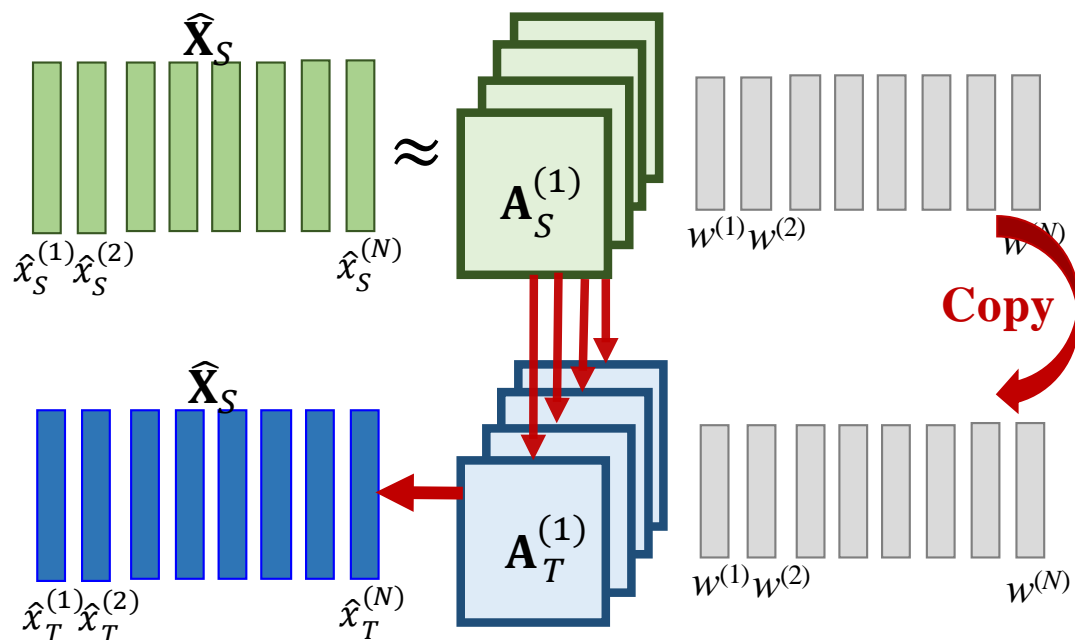 X̂_S
≈
A_S^(1)
x̂_S^(1) x̂_S^(2) x̂_S^(N)
w^(1) w^(2) w^(N)
Copy
X̂_S
A_T^(1)
x̂_T^(1) x̂_T^(2) x̂_T^(N)
w^(1) w^(2) w^(N)